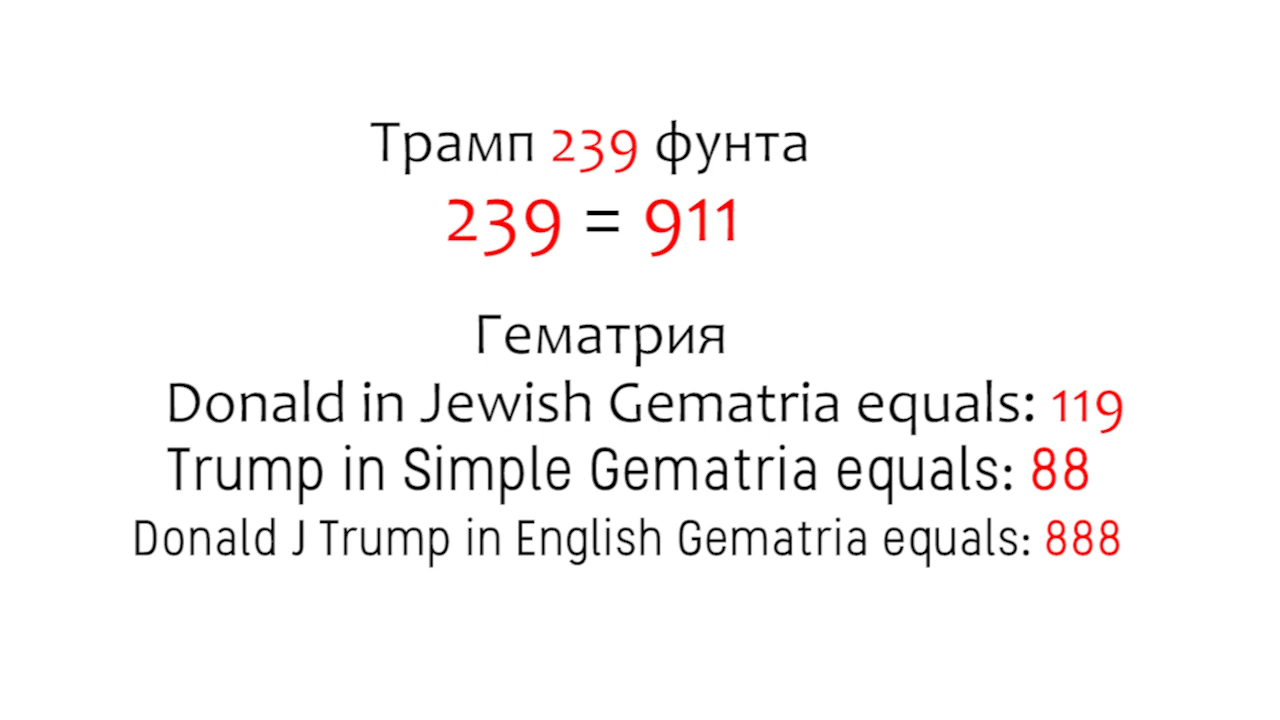 Трамп 239 фунта
239 = 911
Гематрия
Donald in Jewish Gematria equals: 119
Trump in Simple Gematria equals: 88
Donald J Trump in English Gematria equals: 888